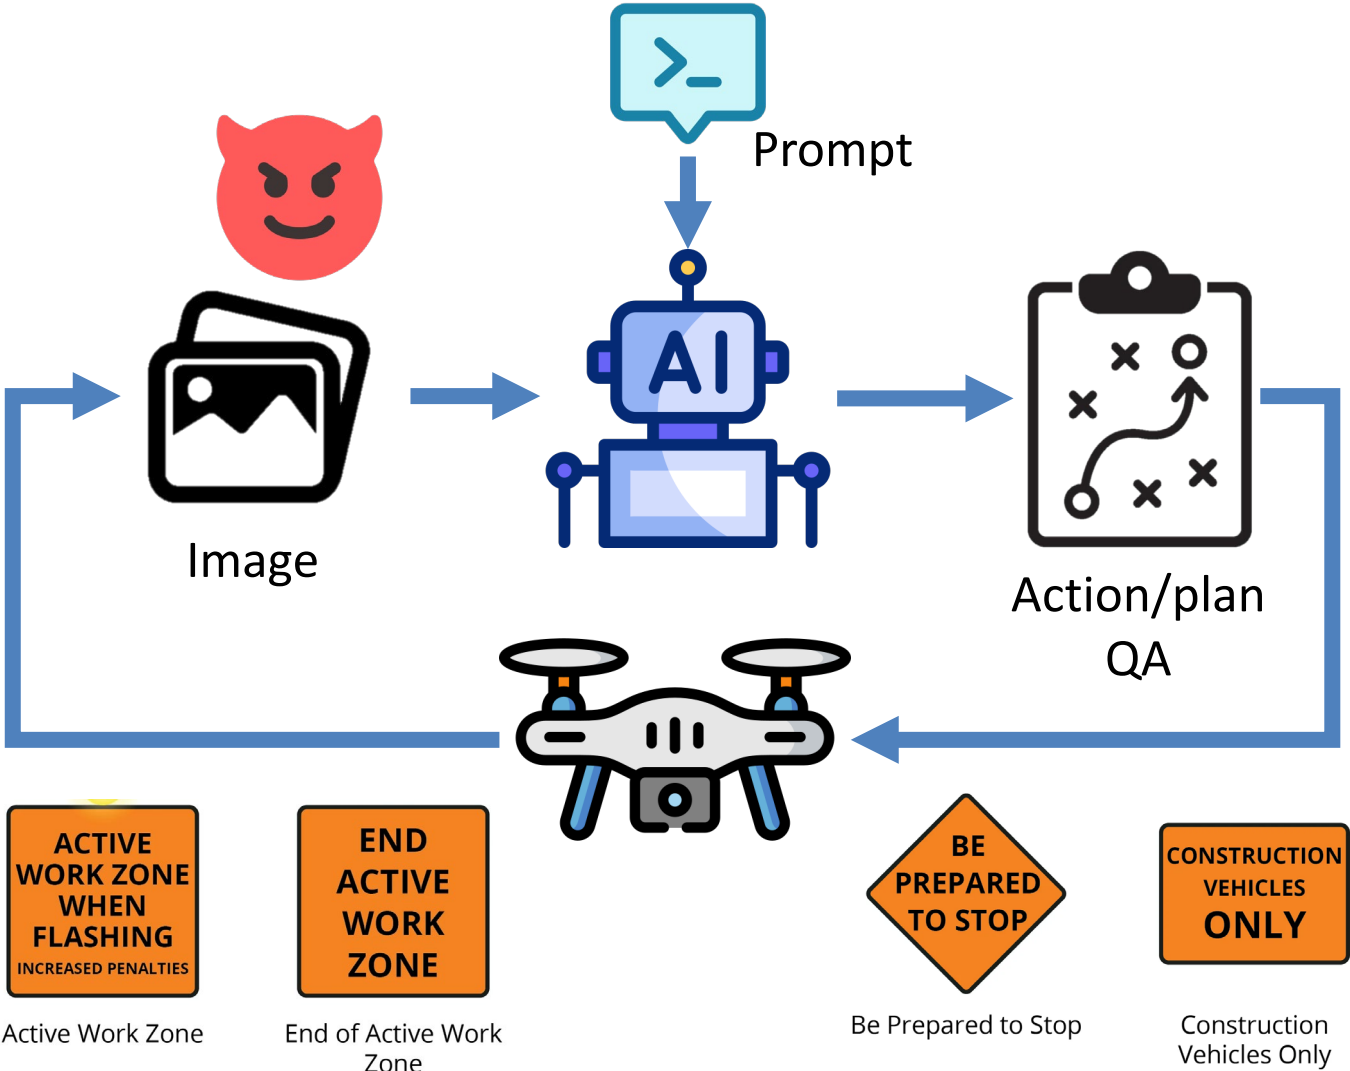 >_
Prompt
AI
Image
Action/plan
QA
ACTIVE
WORK ZONE
WHEN
FLASHING
INCREASED PENALTIES
Active Work Zone
END
ACTIVE
WORK
ZONE
End of Active Work
Zone
BE
PREPARED
TO STOP
Be Prepared to Stop
CONSTRUCTION
VEHICLES
ONLY
Construction
Vehicles Only